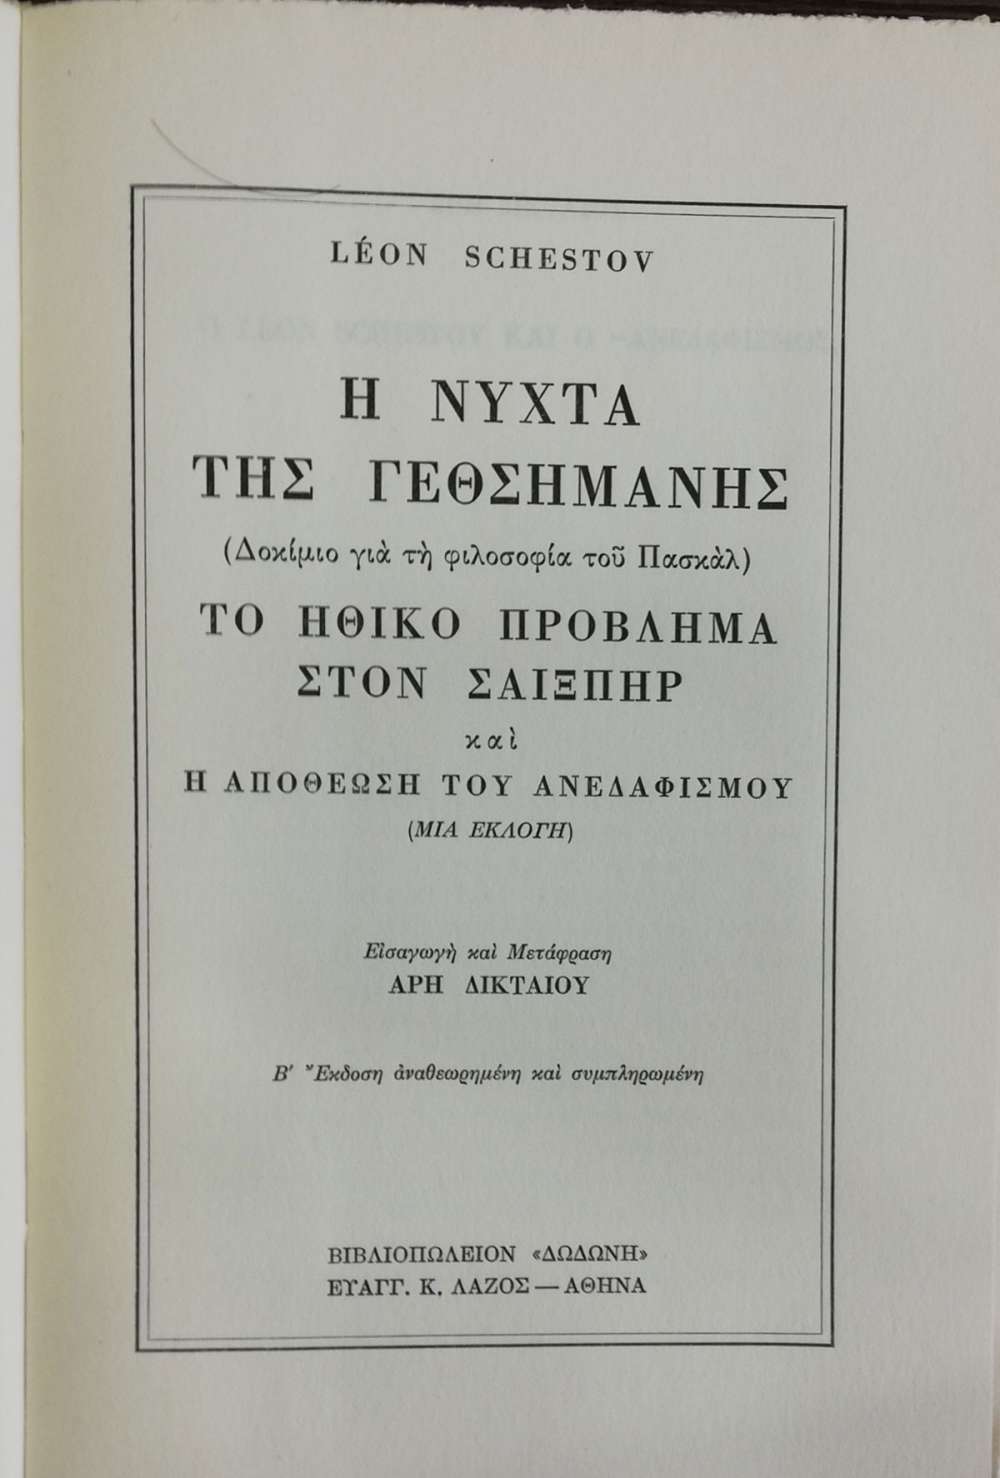 LÉON SCHESTOV
Η ΝΥΧΤΑ
ΤΗΣ ΓΕΘΣΗΜΑΝΗΣ
(Δοκίμιο γιὰ τὴ φιλοσοφία τοῦ Πασκὰλ)
ΤΟ ΗΘΙΚΟ ΠΡΟΒΛΗΜΑ
ΣΤΟΝ ΣΑΙΞΠΗΡ
καὶ
Η ΑΠΟΘΕΩΣΗ ΤΟΥ ΑΝΕΔΑΦΙΣΜΟΥ
(ΜΙΑ ΕΚΛΟΓΗ)
Εἰσαγωγὴ καὶ Μετάφραση
ΑΡΗ ΔΙΚΤΑΙΟΥ
Β′ Ἔκδοση ἀναθεωρημένη καὶ συμπληρωμένη
ΒΙΒΛΙΟΠΩΛΕΙΟΝ «ΔΩΔΩΝΗ»
ΕΥΑΓΓ. Κ. ΛΑΖΟΣ — ΑΘΗΝΑ